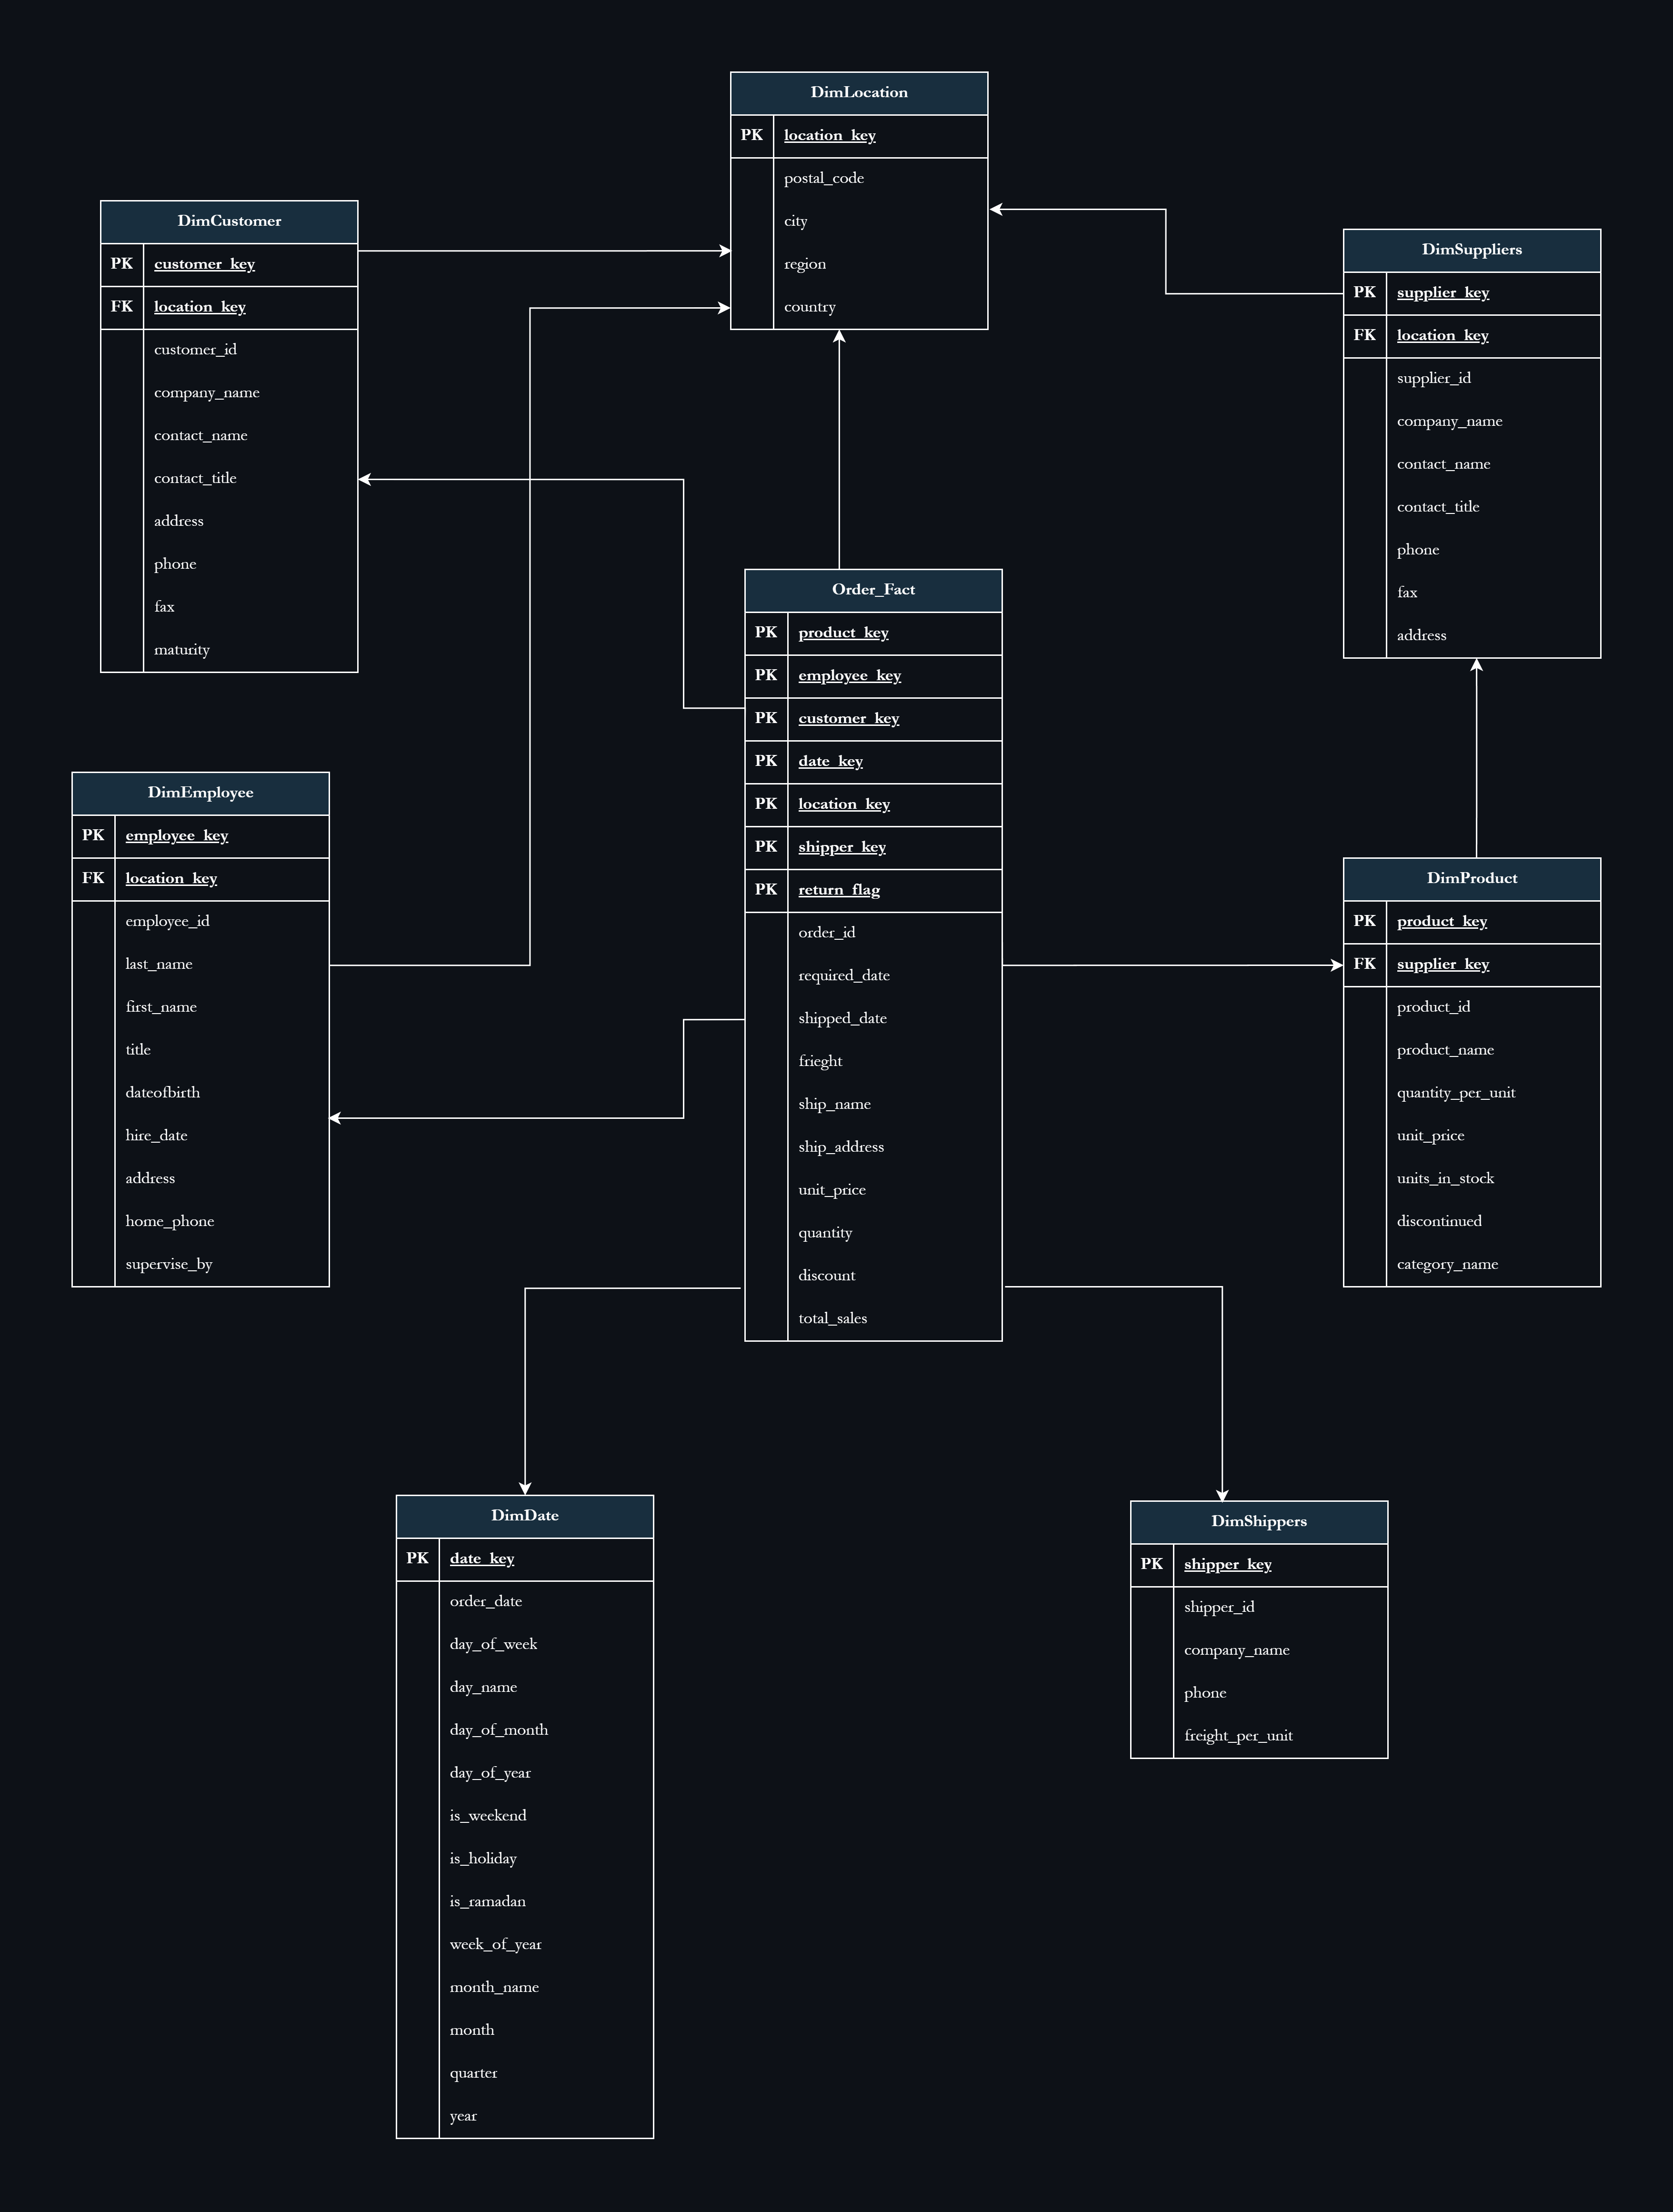 DimLocation
PK location_key
postal_code
city
region
country
DimCustomer
PK customer_key
FK location_key
customer_id
company_name
contact_name
contact_title
address
phone
fax
maturity
DimSuppliers
PK supplier_key
FK location_key
supplier_id
company_name
contact_name
contact_title
phone
fax
address
Order_Fact
PK product_key
PK employee_key
PK customer_key
PK date_key
PK location_key
PK shipper_key
PK return_flag
order_id
required_date
shipped_date
frieght
ship_name
ship_address
unit_price
quantity
discount
total_sales
DimEmployee
PK employee_key
FK location_key
employee_id
last_name
first_name
title
dateofbirth
hire_date
address
home_phone
supervise_by
DimProduct
PK product_key
FK supplier_key
product_id
product_name
quantity_per_unit
unit_price
units_in_stock
discontinued
category_name
DimDate
PK date_key
order_date
day_of_week
day_name
day_of_month
day_of_year
is_weekend
is_holiday
is_ramadan
week_of_year
month_name
month
quarter
year
DimShippers
PK shipper_key
shipper_id
company_name
phone
freight_per_unit